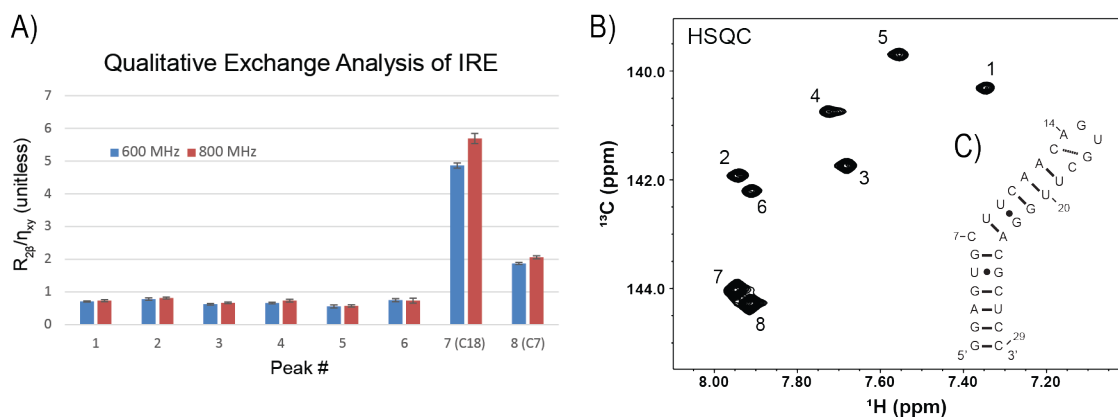 A)
Qualitative Exchange Analysis of IRE
R2β/ηxy (unitless)
7
6
5
4
3
2
1
0
600 MHz
800 MHz
1 2 3 4 5 6 7 (C18) 8 (C7)
Peak #
B)
HSQC
¹³C (ppm)
140.0
142.0
144.0
5
1
4
2
3
6
7
8
8.00 7.80 7.60 7.40 7.20
¹H (ppm)
C)
14 A G
U
C G
A C
A U
C U 20
U G
7 C U G
A
G C
U G
G C
A U
G C 29
G C
5' 3'